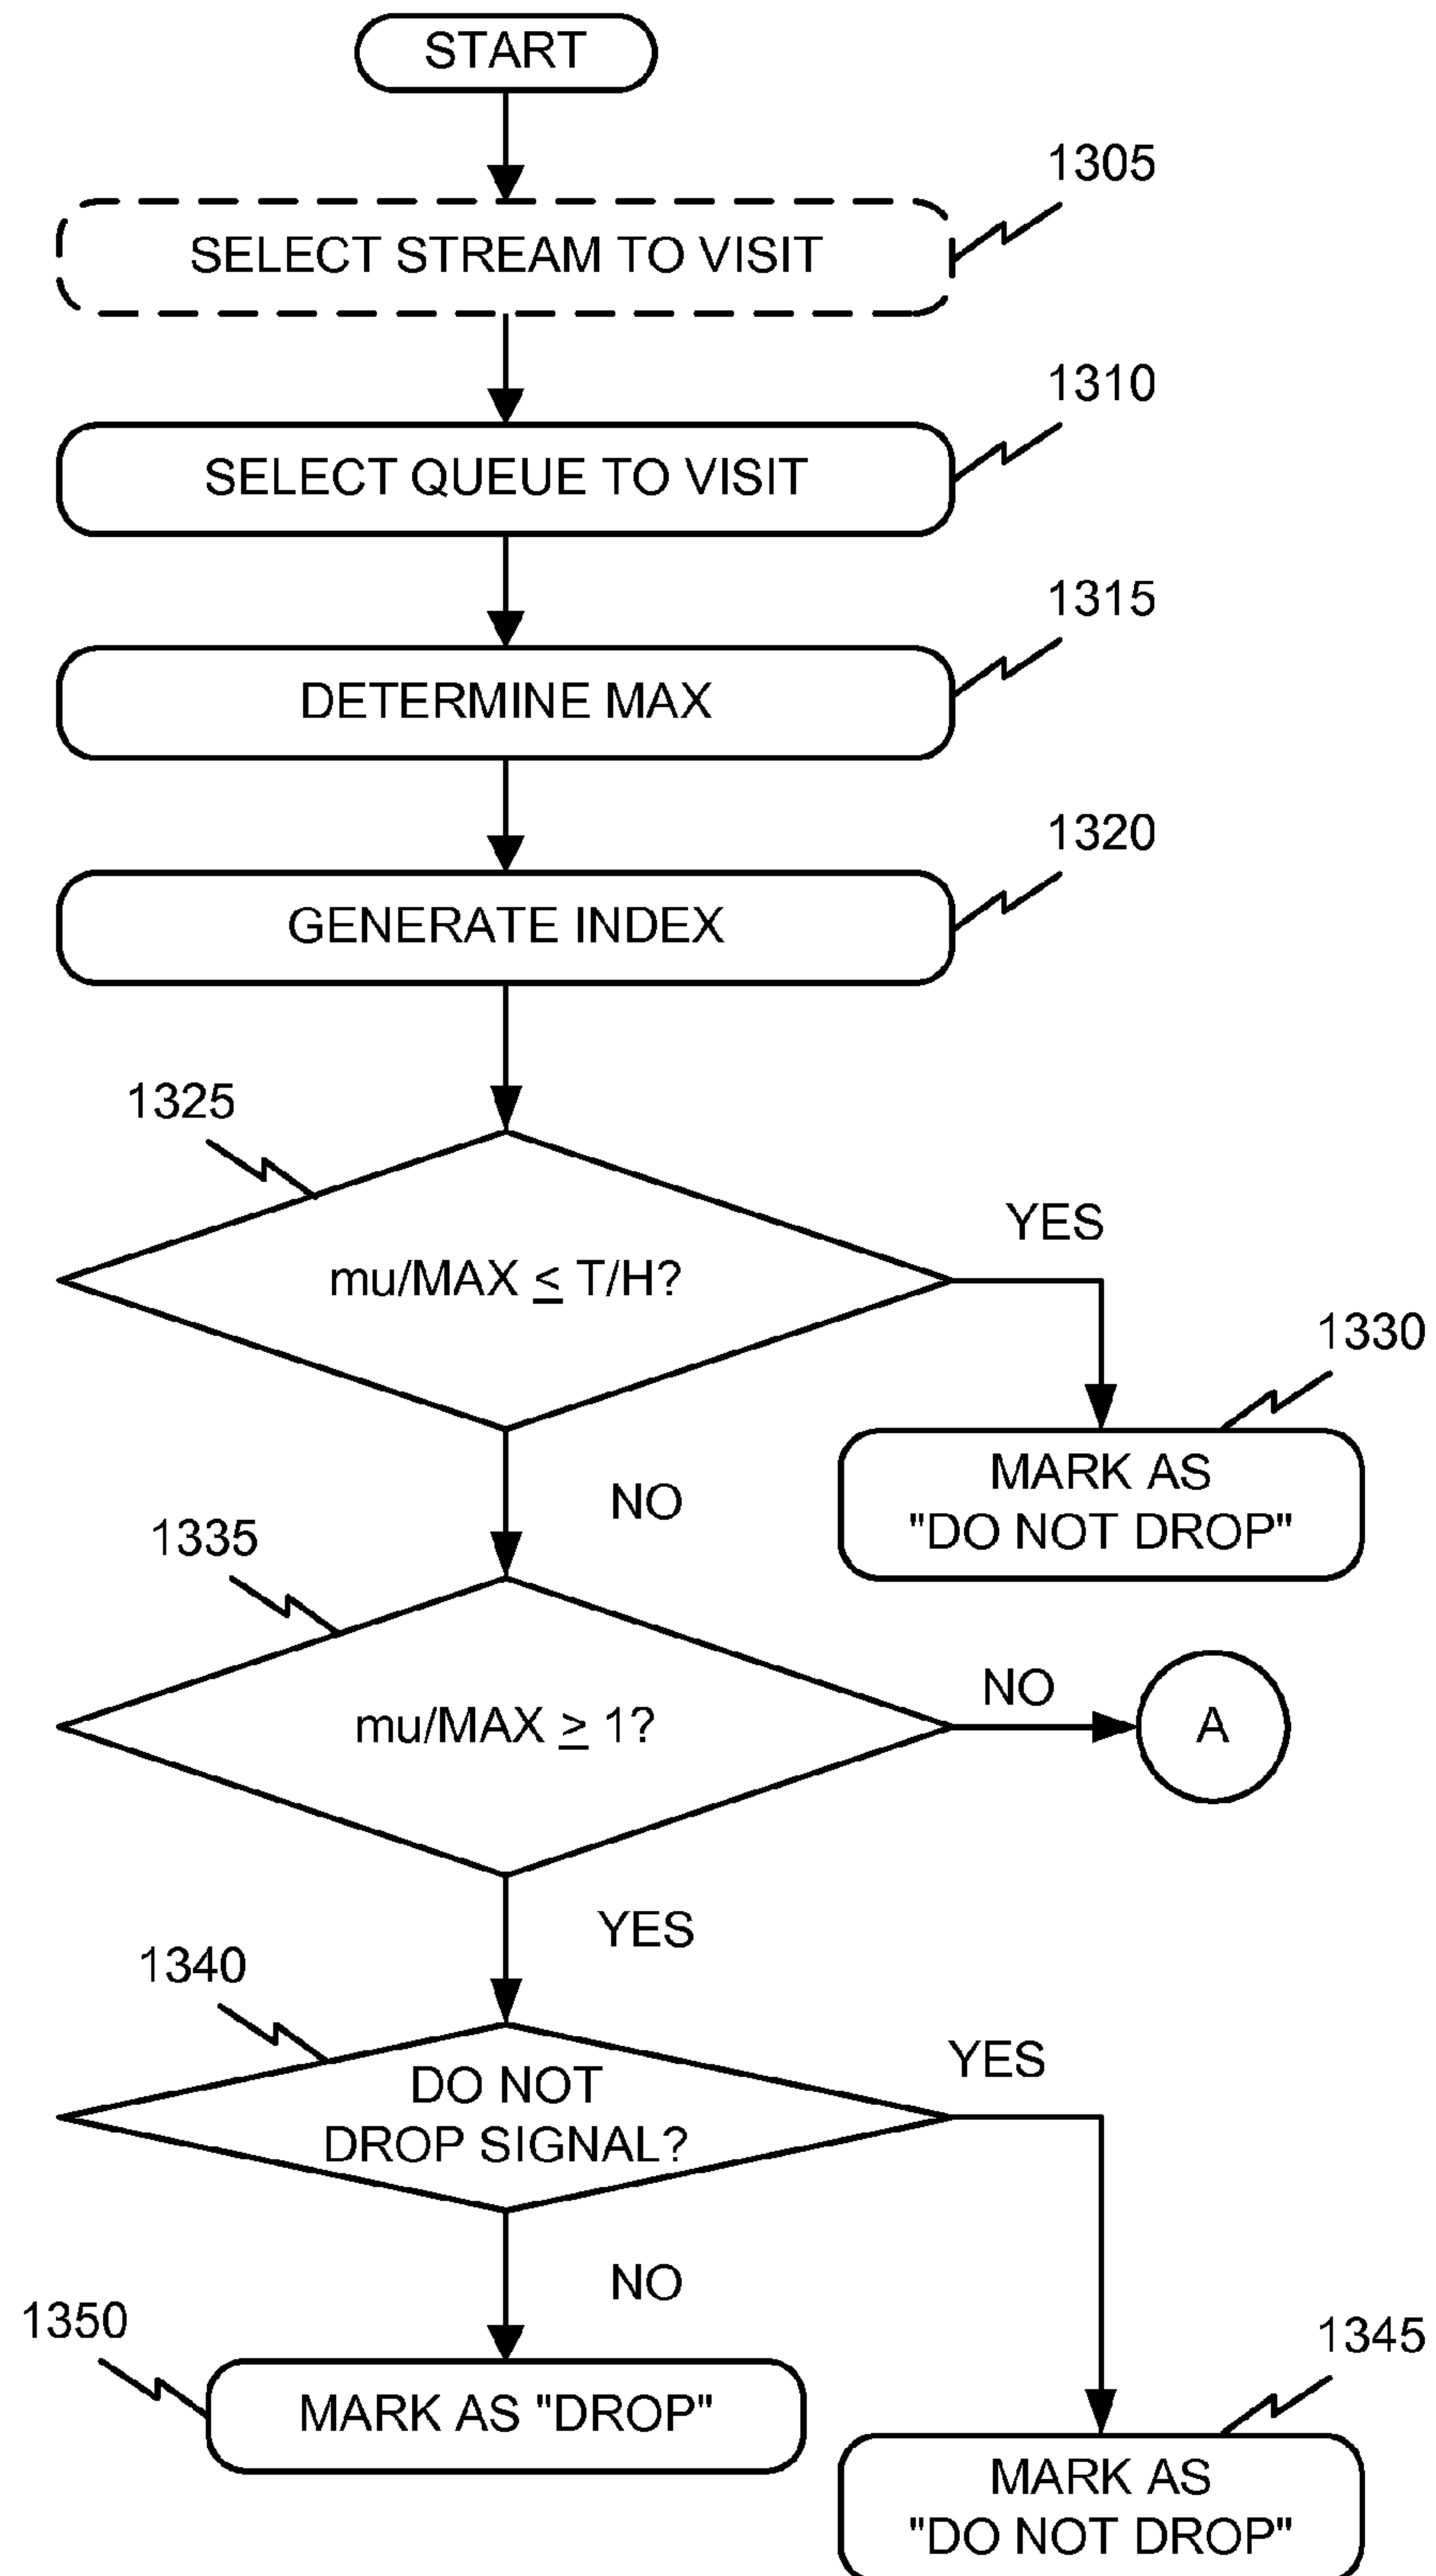 START
1305
SELECT STREAM TO VISIT
1310
SELECT QUEUE TO VISIT
1315
DETERMINE MAX
1320
GENERATE INDEX
1325
YES
mu/MAX ≤ T/H?
1330
MARK AS
"DO NOT DROP"
NO
1335
NO
mu/MAX ≥ 1?
A
YES
1340
YES
DO NOT
DROP SIGNAL?
NO
1350
1345
MARK AS "DROP"
MARK AS
"DO NOT DROP"